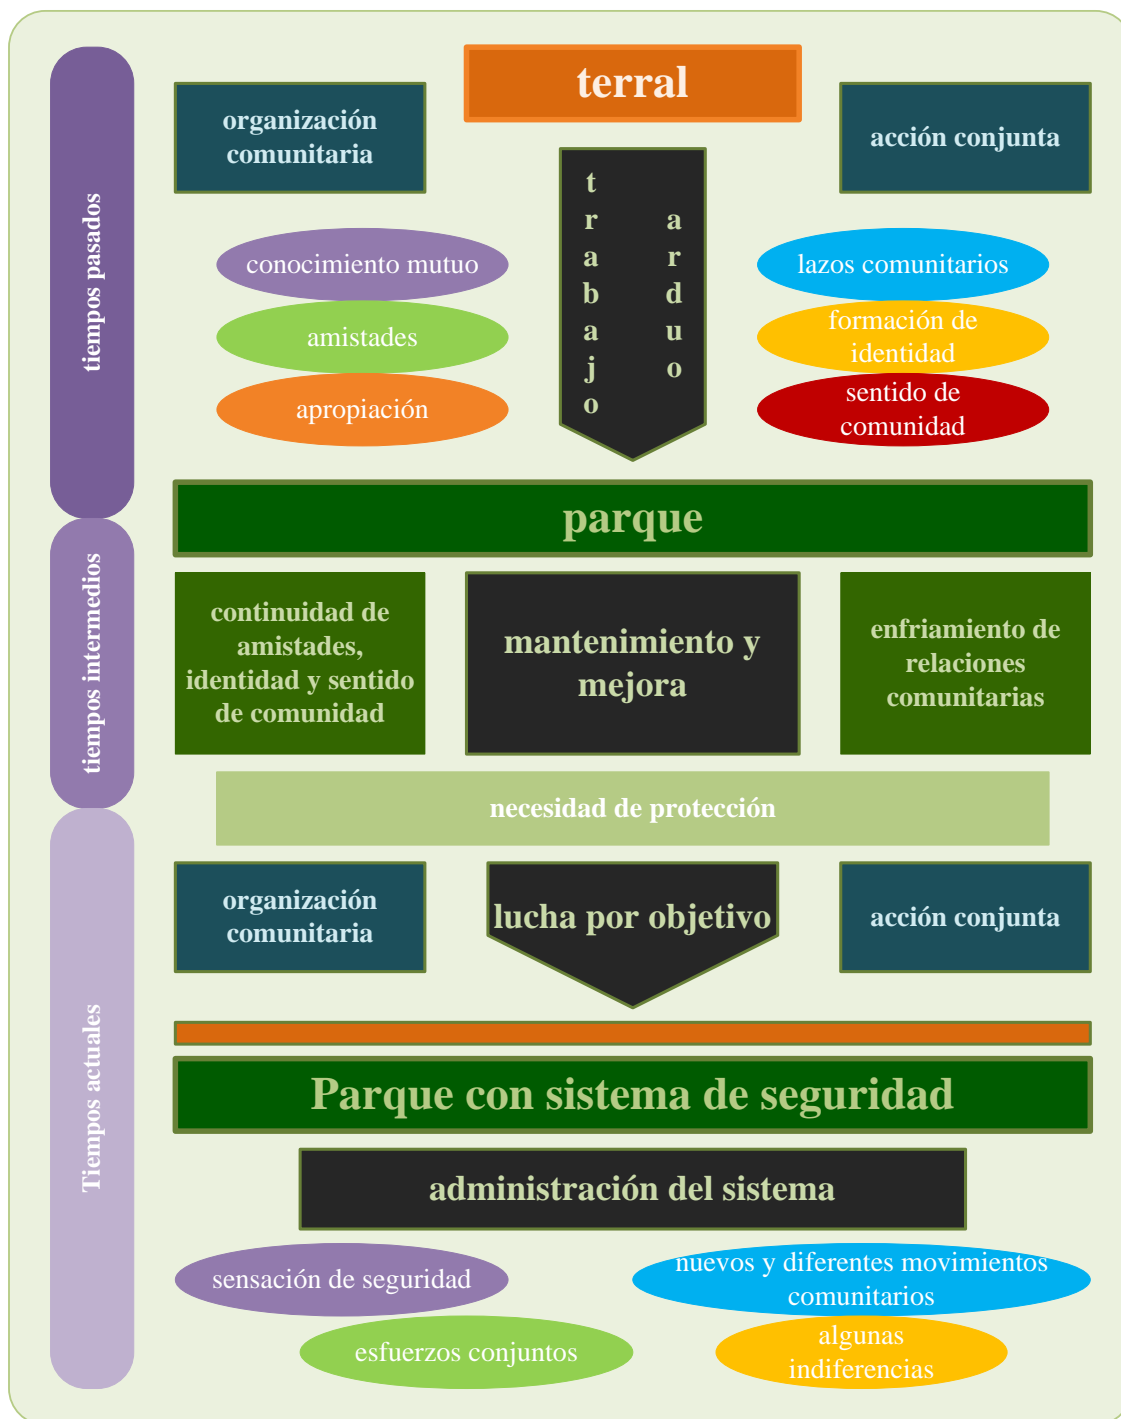 tiempos pasados
terral
organización
comunitaria
acción conjunta
trabajo
arduo
conocimiento mutuo
amistades
apropiación
lazos comunitarios
formación de
identidad
sentido de
comunidad
parque
tiempos intermedios
continuidad de
amistades,
identidad y sentido
de comunidad
mantenimiento y
mejora
enfriamiento de
relaciones
comunitarias
necesidad de protección
Tiempos actuales
organización
comunitaria
lucha por objetivo
acción conjunta
Parque con sistema de seguridad
administración del sistema
sensación de seguridad
nuevos y diferentes movimientos
comunitarios
esfuerzos conjuntos
algunas
indiferencias